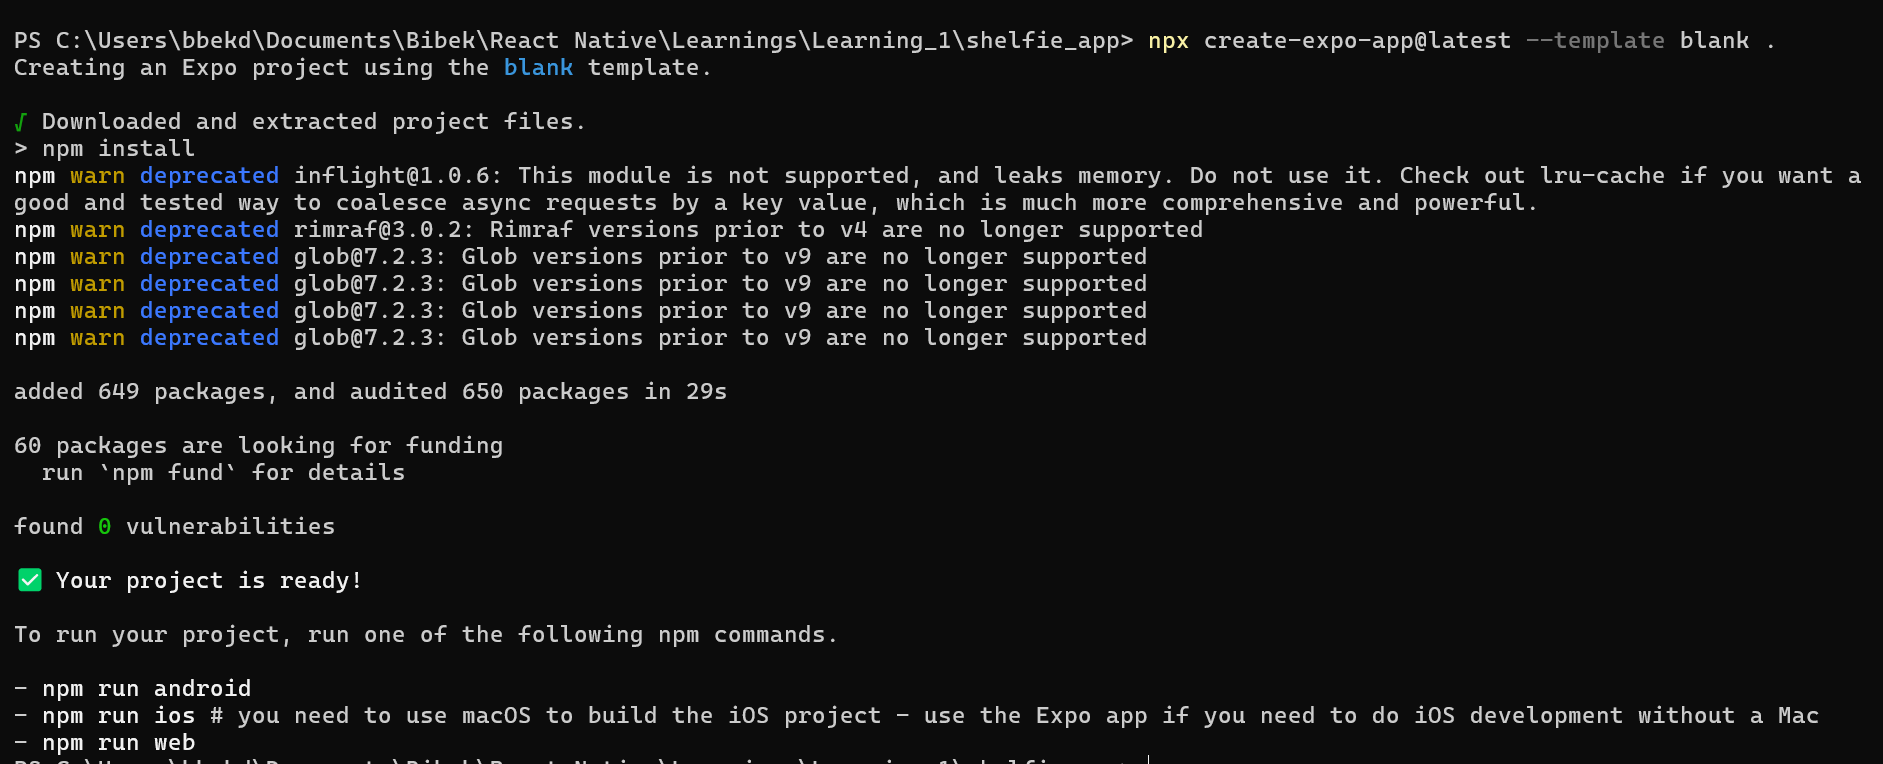 PS C:\Users\bbekd\Documents\Bibek\React Native\Learnings\Learning_1\shelfie_app> npx create-expo-app@latest --template blank .
Creating an Expo project using the blank template.
√ Downloaded and extracted project files.
> npm install
npm warn deprecated inflight@1.0.6: This module is not supported, and leaks memory. Do not use it. Check out lru-cache if you want a
good and tested way to coalesce async requests by a key value, which is much more comprehensive and powerful.
npm warn deprecated rimraf@3.0.2: Rimraf versions prior to v4 are no longer supported
npm warn deprecated glob@7.2.3: Glob versions prior to v9 are no longer supported
npm warn deprecated glob@7.2.3: Glob versions prior to v9 are no longer supported
npm warn deprecated glob@7.2.3: Glob versions prior to v9 are no longer supported
npm warn deprecated glob@7.2.3: Glob versions prior to v9 are no longer supported
added 649 packages, and audited 650 packages in 29s
60 packages are looking for funding
  run `npm fund` for details
found 0 vulnerabilities
✅ Your project is ready!
To run your project, run one of the following npm commands.
- npm run android
- npm run ios # you need to use macOS to build the iOS project - use the Expo app if you need to do iOS development without a Mac
- npm run web